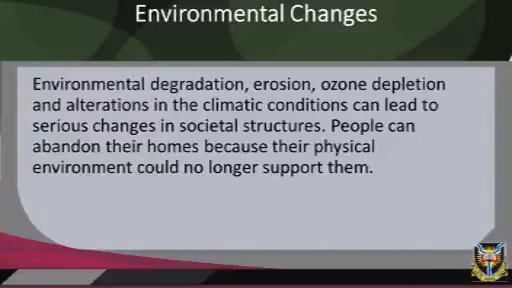 Environmental Changes
Environmental degradation, erosion, ozone depletion
and alterations in the climatic conditions can lead to
serious changes in societal structures. People can
abandon their homes because their physical
environment could no longer support them.